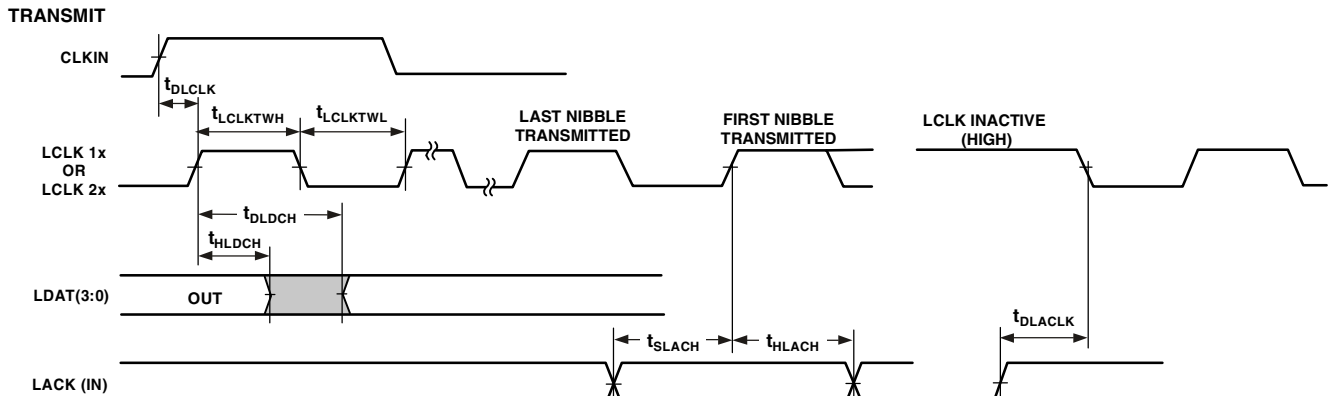 TRANSMIT
CLKIN
tDLCLK
tLCLKTWH
tLCLKTWL
LAST NIBBLE
TRANSMITTED
FIRST NIBBLE
TRANSMITTED
LCLK INACTIVE
(HIGH)
LCLK 1x
OR
LCLK 2x
tDLDCH
tHLDCH
LDAT(3:0)
OUT
tDLACLK
tSLACH
tHLACH
LACK (IN)